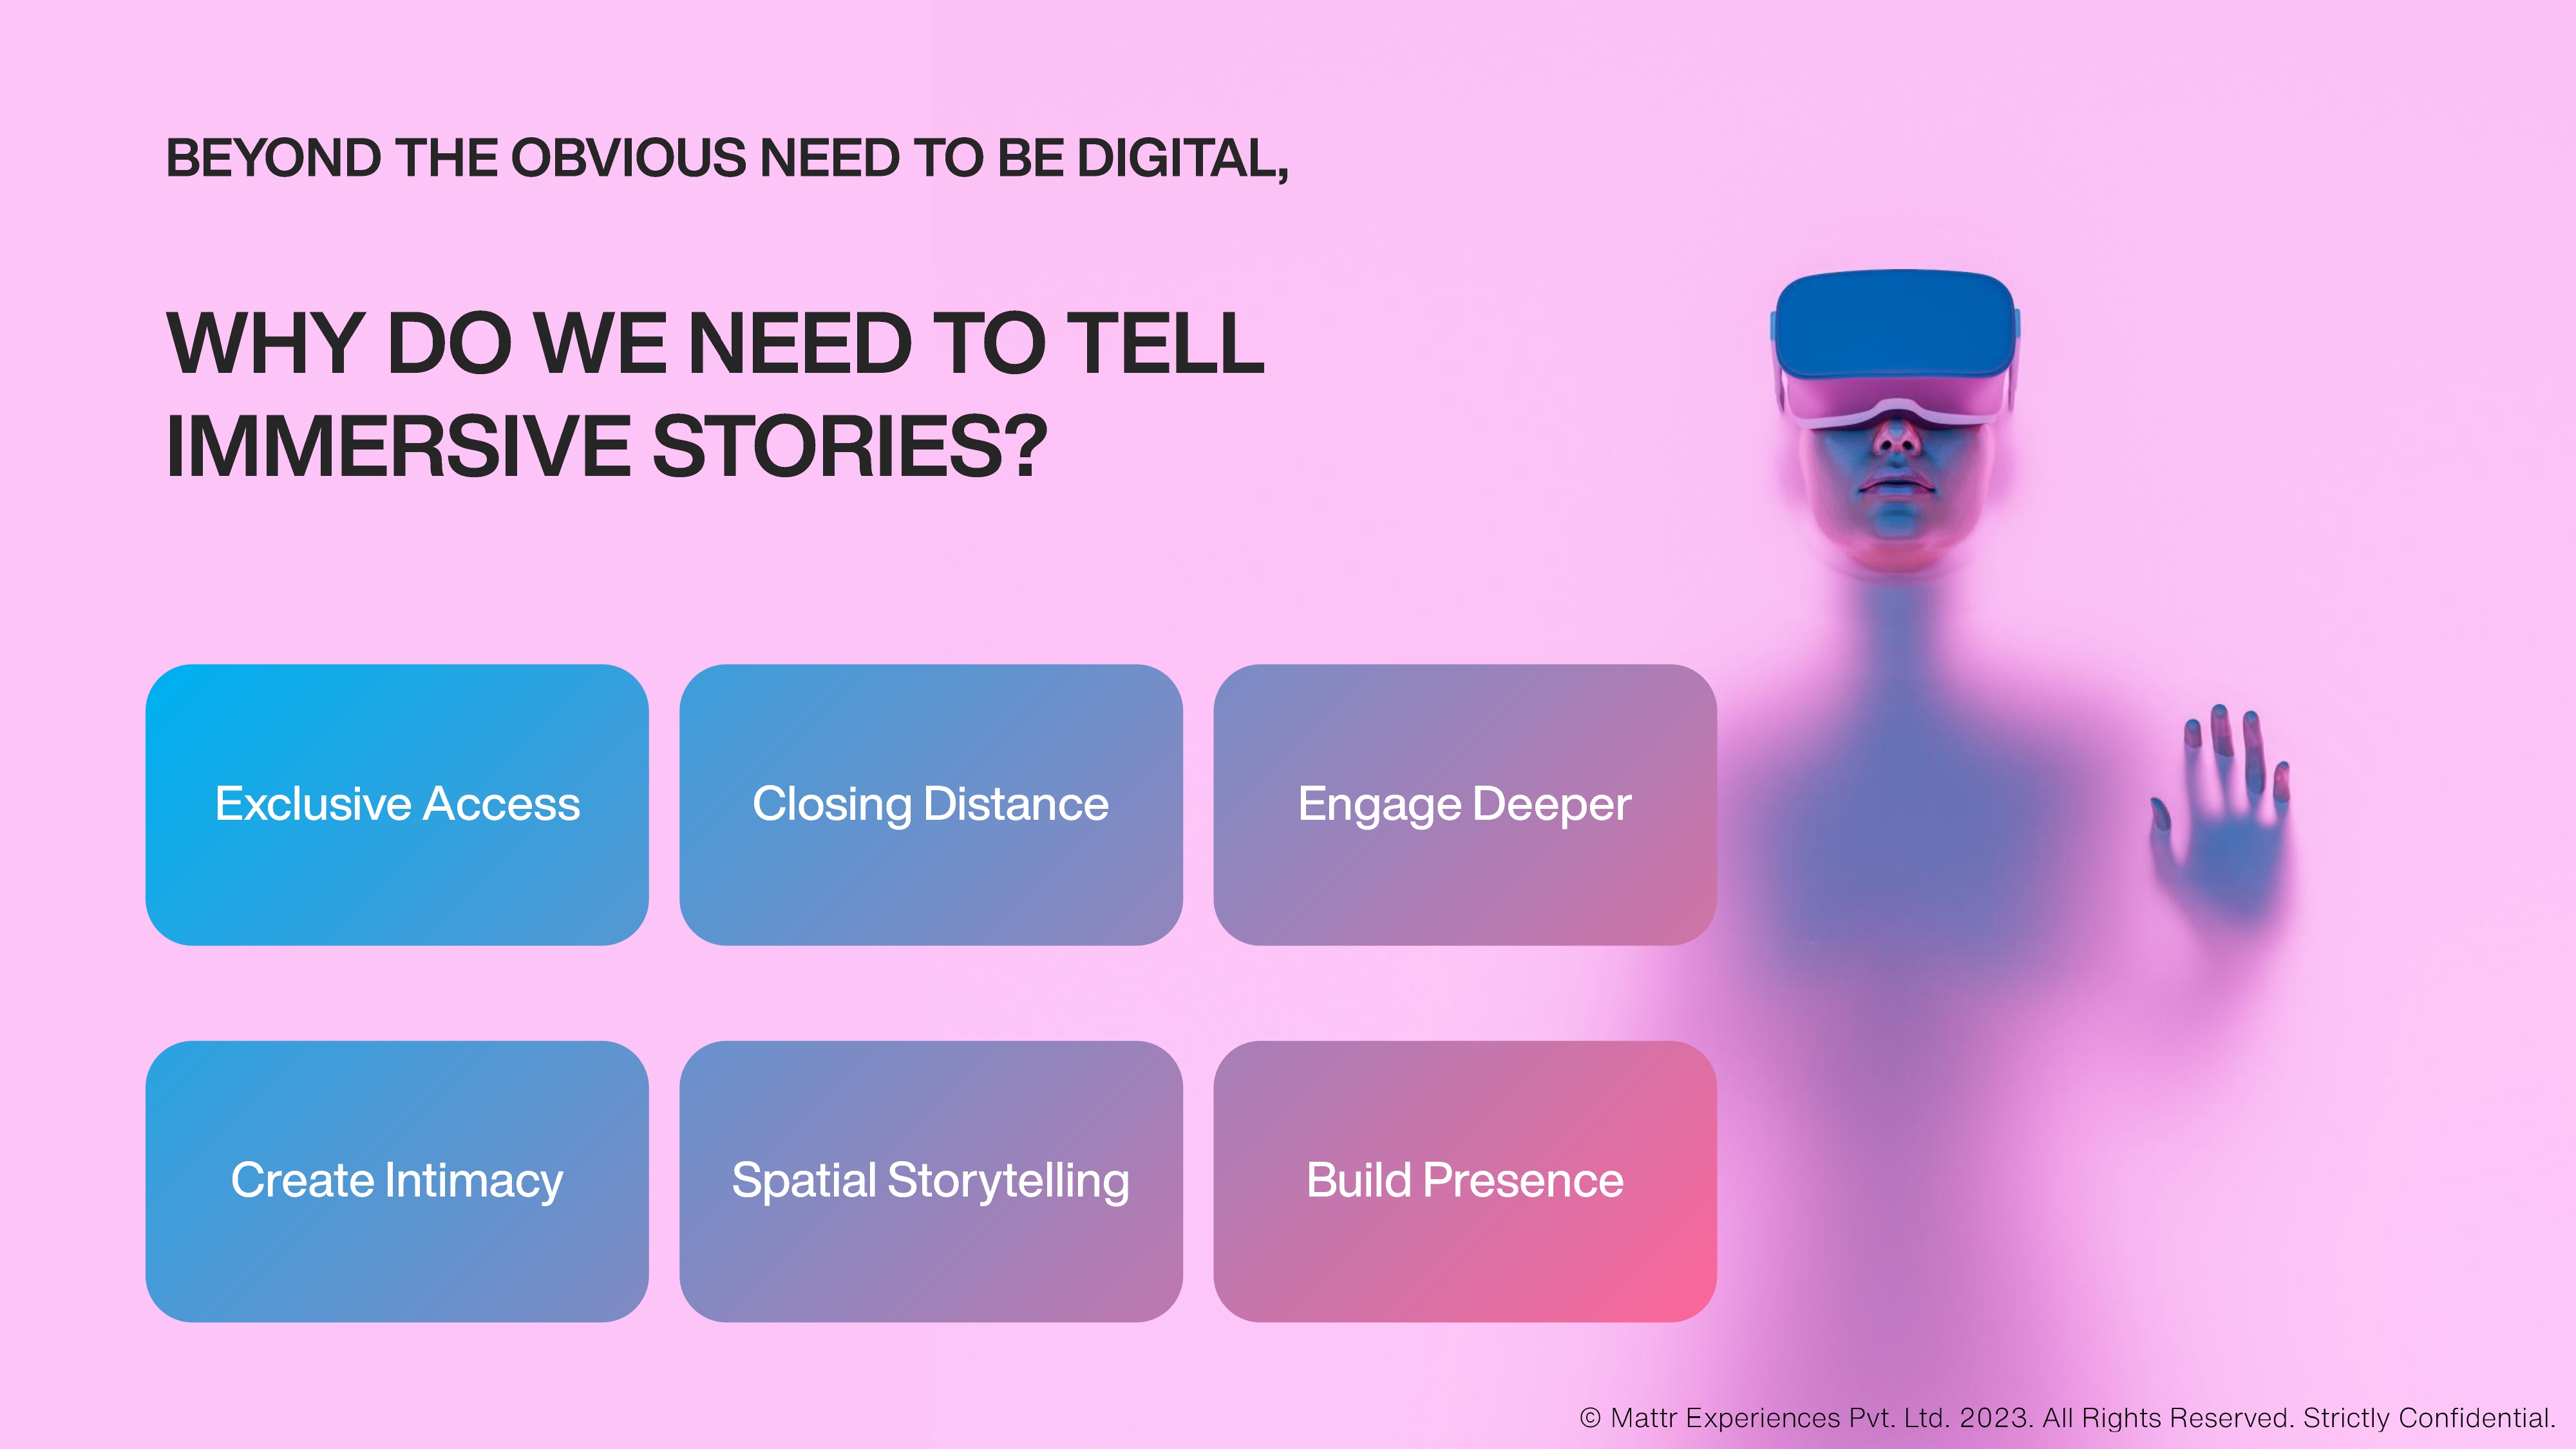 BEYOND THE OBVIOUS NEED TO BE DIGITAL,
WHY DO WE NEED TO TELL
IMMERSIVE STORIES?
Exclusive Access
Closing Distance
Engage Deeper
Create Intimacy
Spatial Storytelling
Build Presence
© Mattr Experiences Pvt. Ltd. 2023. All Rights Reserved. Strictly Confidential.